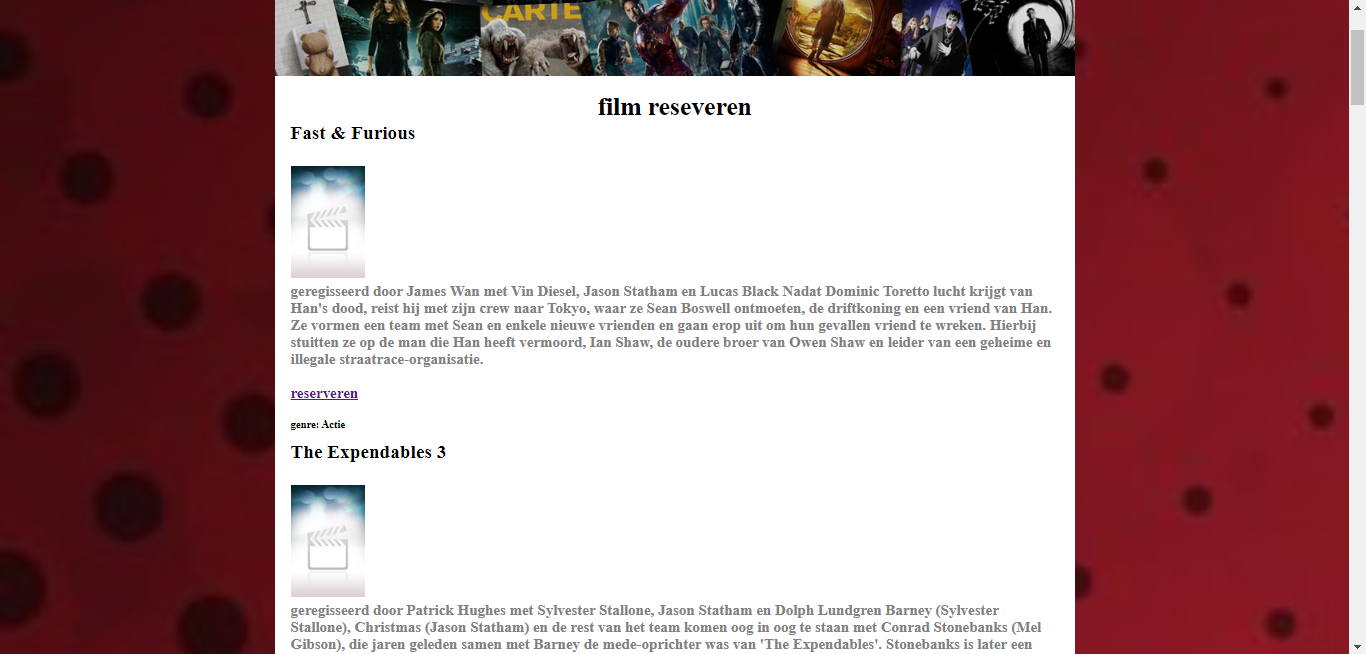 CARTE
film reseveren
Fast & Furious
geregisseerd door James Wan met Vin Diesel, Jason Statham en Lucas Black Nadat Dominic Toretto lucht krijgt van
Han's dood, reist hij met zijn crew naar Tokyo, waar ze Sean Boswell ontmoeten, de driftkoning en een vriend van Han.
Ze vormen een team met Sean en enkele nieuwe vrienden en gaan erop uit om hun gevallen vriend te wreken. Hierbij
stuitten ze op de man die Han heeft vermoord, Ian Shaw, de oudere broer van Owen Shaw en leider van een geheime en
illegale straatrace-organisatie.
reserveren
genre: Actie
The Expendables 3
geregisseerd door Patrick Hughes met Sylvester Stallone, Jason Statham en Dolph Lundgren Barney (Sylvester
Stallone), Christmas (Jason Statham) en de rest van het team komen oog in oog te staan met Conrad Stonebanks (Mel
Gibson), die jaren geleden samen met Barney de mede-oprichter was van 'The Expendables'. Stonebanks is later een